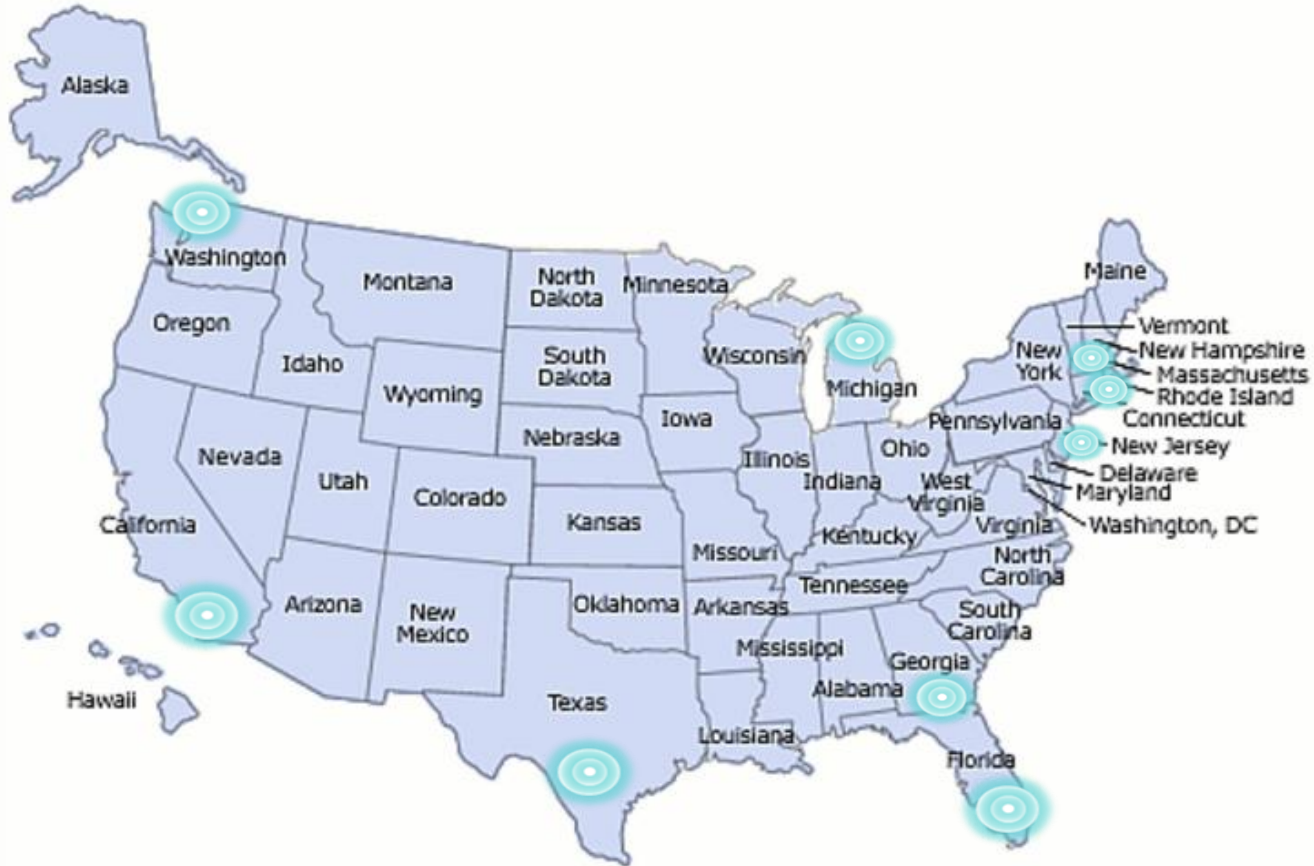 Alaska
Washington
Montana
North
Dakota
Minnesota
Maine
Oregon
Idaho
South
Dakota
Wisconsin
Michigan
New
York
Vermont
New Hampshire
Massachusetts
Rhode Island
Connecticut
Wyoming
Iowa
Pennsylvania
New Jersey
Nevada
Utah
Colorado
Nebraska
Illinois
Indiana
Ohio
West
Virginia
Delaware
Maryland
California
Kansas
Missouri
Kentucky
Virginia
Washington, DC
Arizona
New
Mexico
Oklahoma
Arkansas
Tennessee
North
Carolina
South
Carolina
Mississippi
Alabama
Georgia
Hawaii
Texas
Louisiana
Florida